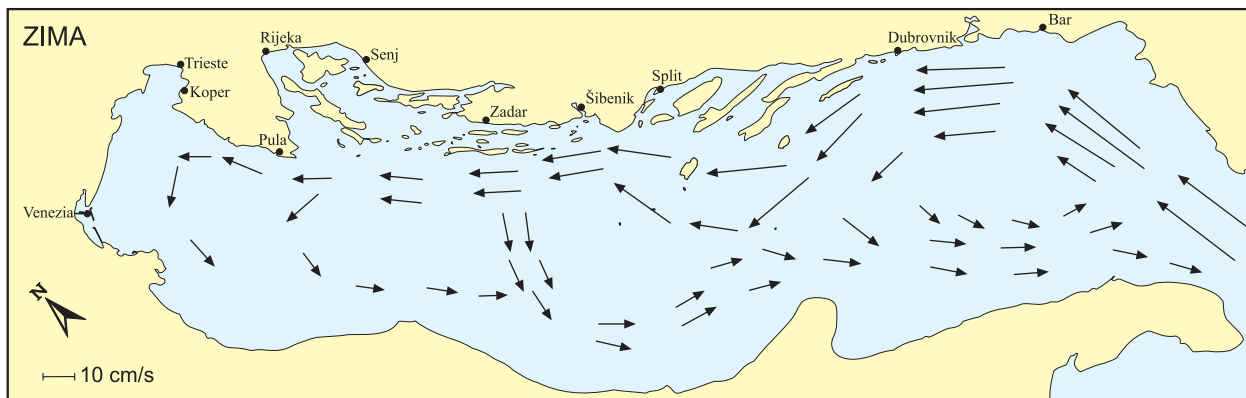 ZIMA
Rijeka
Senj
Trieste
Koper
Pula
Zadar
Šibenik
Split
Dubrovnik
Bar
Venezia
N
10 cm/s